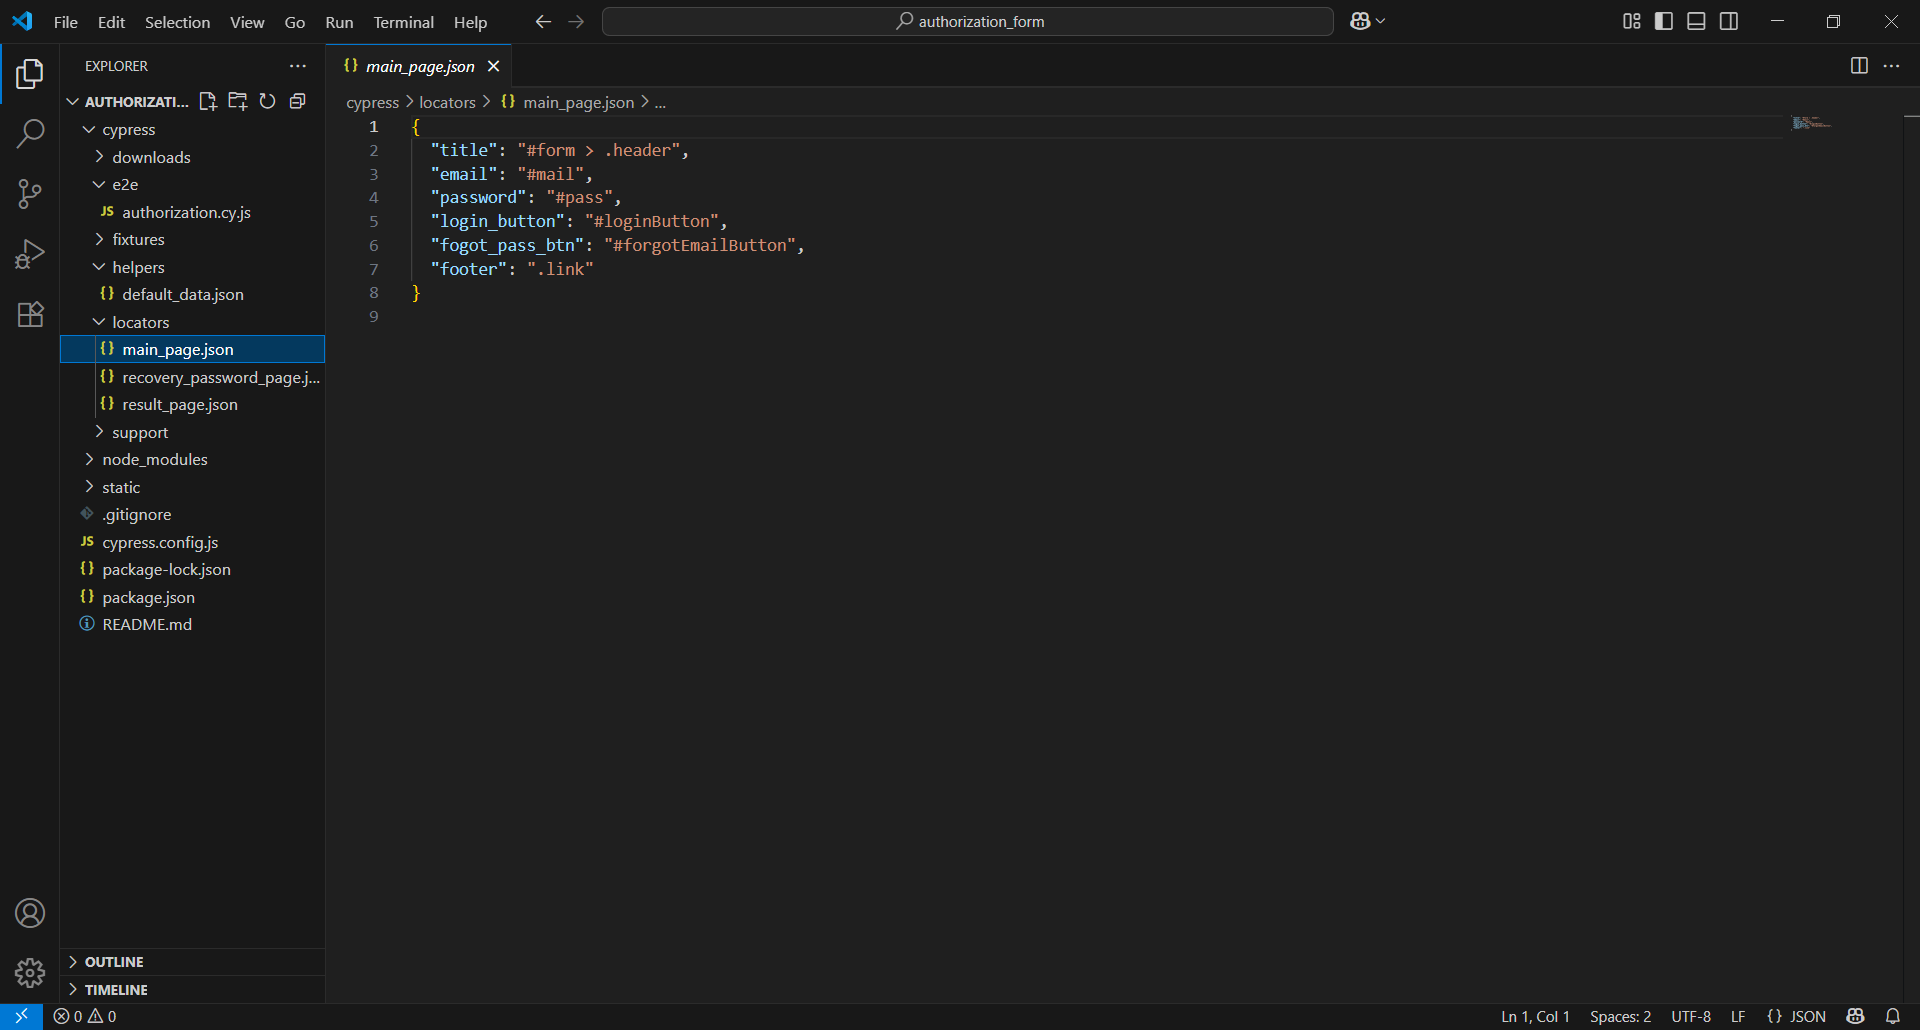 File Edit Selection View Go Run Terminal Help authorization_form
EXPLORER
AUTHORIZATI...
cypress
downloads
e2e
JS authorization.cy.js
fixtures
helpers
{} default_data.json
locators
{} main_page.json
{} recovery_password_page.j...
{} result_page.json
support
node_modules
static
.gitignore
JS cypress.config.js
{} package-lock.json
{} package.json
README.md
OUTLINE
TIMELINE
{} main_page.json
cypress > locators > {} main_page.json > ...
1 {
2 "title": "#form > .header",
3 "email": "#mail",
4 "password": "#pass",
5 "login_button": "#loginButton",
6 "fogot_pass_btn": "#forgotEmailButton",
7 "footer": ".link"
8 }
9
0 0 Ln 1, Col 1 Spaces: 2 UTF-8 LF {} JSON